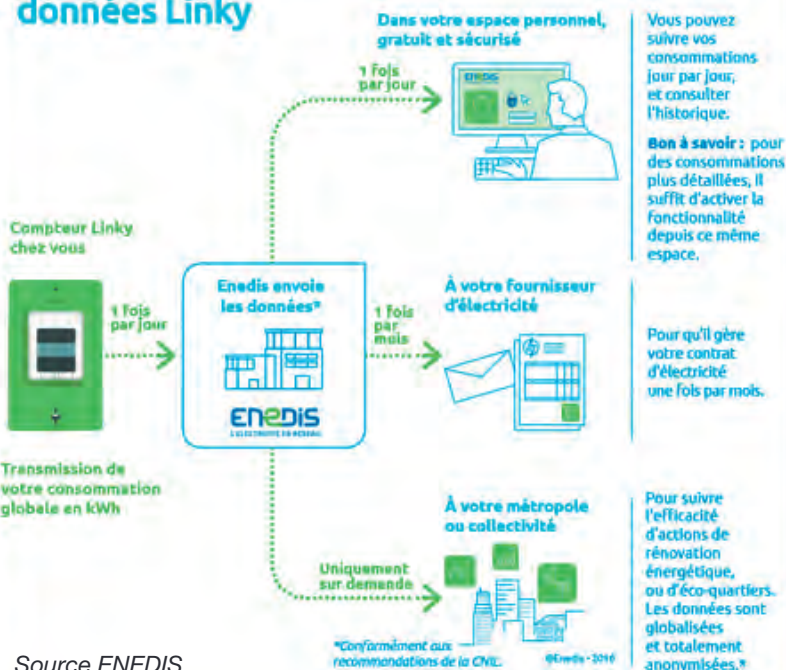 données Linky
Dans votre espace personnel,
gratuit et sécurisé
1 fois
par jour
ENEDIS
Vous pouvez
suivre vos
consommations
jour par jour,
et consulter
l'historique.
Bon à savoir : pour
des consommations
plus détaillées, il
suffit d'activer la
fonctionnalité
depuis ce même
espace.
Compteur Linky
chez vous
1 fois
par jour
Transmission de
votre consommation
globale en kWh
Enedis envoie
les données*
ENEDIS
L'ELECTRICITE EN RESEAU
1 fois
par
mois
À votre fournisseur
d'électricité
Pour qu'il gère
votre contrat
d'électricité
une fois par mois.
Uniquement
sur demande
À votre métropole
ou collectivité
Pour suivre
l'efficacité
d'actions de
rénovation
énergétique,
ou d'éco-quartiers.
Les données sont
globalisées
et totalement
anonymisées.*
*Conformément aux
recommandations de la CNIL.
©Enedis - 2016
Source ENEDIS